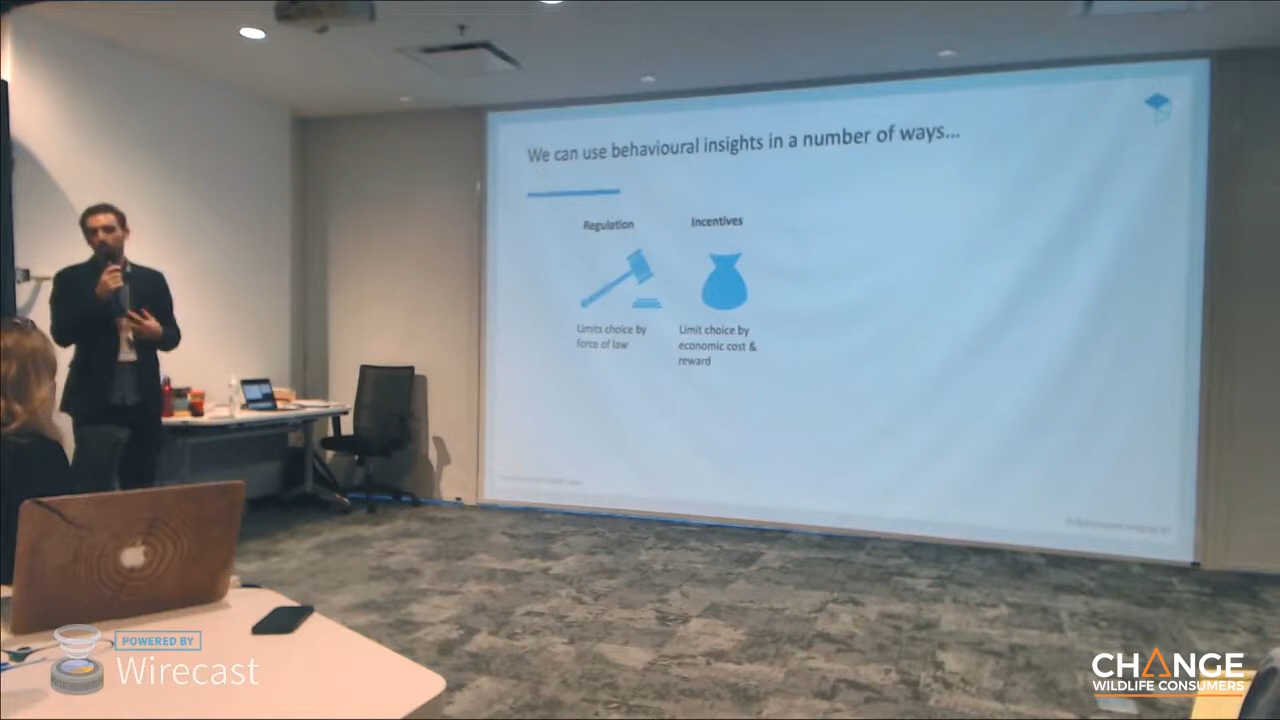 We can use behavioural insights in a number of ways...
Regulation
Incentives
Limits choice by
force of law
Limit choice by
economic cost &
reward
POWERED BY
Wirecast
CHANGE
WILDLIFE CONSUMERS